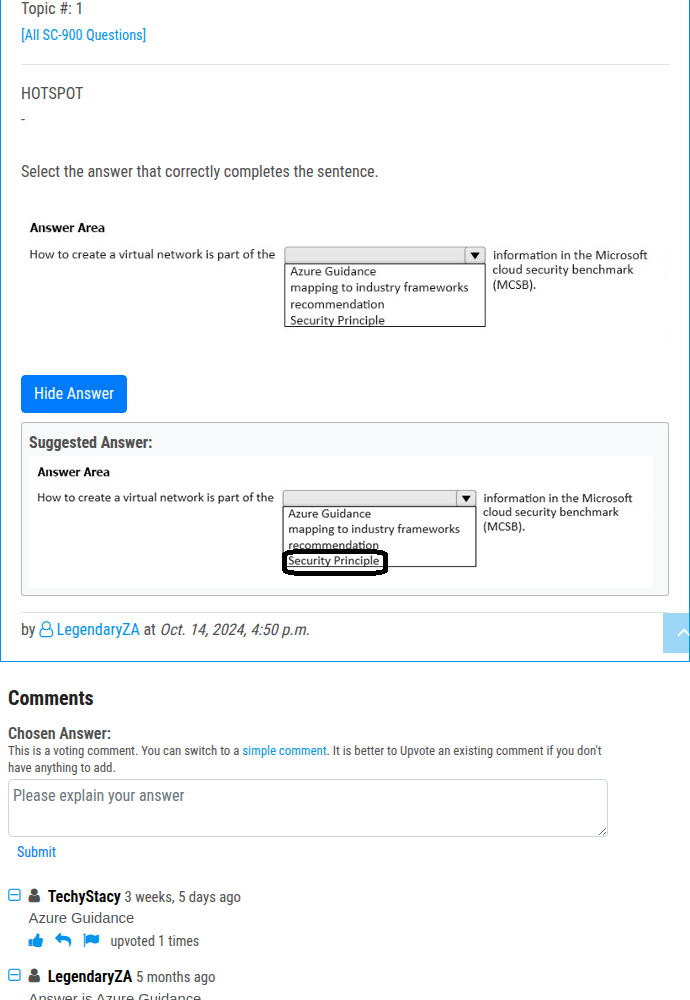 Topic #: 1
[All SC-900 Questions]
HOTSPOT
-
Select the answer that correctly completes the sentence.
Answer Area
How to create a virtual network is part of the
Azure Guidance
mapping to industry frameworks
recommendation
Security Principle
information in the Microsoft
cloud security benchmark
(MCSB).
Hide Answer
Suggested Answer:
Answer Area
How to create a virtual network is part of the
Azure Guidance
mapping to industry frameworks
recommendation
Security Principle
information in the Microsoft
cloud security benchmark
(MCSB).
by LegendaryZA at Oct. 14, 2024, 4:50 p.m.
Comments
Chosen Answer:
This is a voting comment. You can switch to a simple comment. It is better to Upvote an existing comment if you don't
have anything to add.
Please explain your answer
Submit
TechyStacy 3 weeks, 5 days ago
Azure Guidance
upvoted 1 times
LegendaryZA 5 months ago
Answer is Azure Guidance